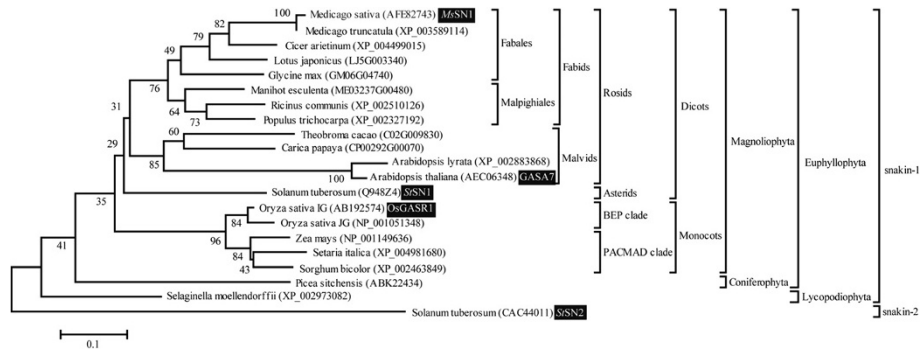 100 Medicago sativa (AFE82743) MsSN1
82 Medicago truncatula (XP_003589114)
79 Cicer arietinum (XP_004499015)
49 Lotus japonicus (LJ5G003340)
Glycine max (GM06G04740)
76 Manihot esculenta (ME03237G00480)
64 Ricinus communis (XP_002510126)
73 Populus trichocarpa (XP_002327192)
31
60 Theobroma cacao (C02G009830)
Carica papaya (CP00292G00070)
29
85 Arabidopsis lyrata (XP_002883868)
100 Arabidopsis thaliana (AEC06348) GASA7
Solanum tuberosum (Q948Z4) StSN1
35
Oryza sativa IG (AB192574) OsGASR1
84 Oryza sativa JG (NP_001051348)
96 Zea mays (NP_001149636)
84 Setaria italica (XP_004981680)
43 Sorghum bicolor (XP_002463849)
41
Picea sitchensis (ABK22434)
Selaginella moellendorffii (XP_002973082)
Solanum tuberosum (CAC44011) StSN2
0.1
Fabales
Malpighiales
Fabids
Malvids
Rosids
Asterids
BEP clade
PACMAD clade
Dicots
Monocots
Magnoliophyta
Coniferophyta
Euphyllophyta
Lycopodiophyta
snakin-1
snakin-2